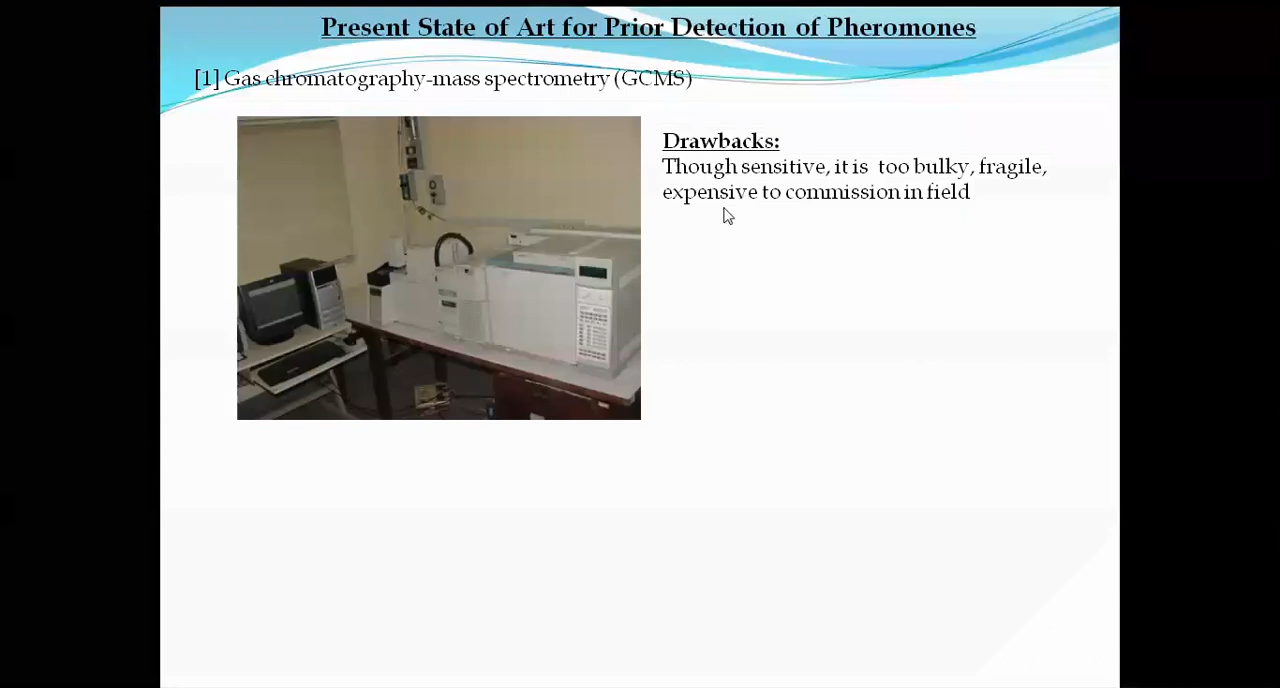 Present State of Art for Prior Detection of Pheromones
[1] Gas chromatography-mass spectrometry (GCMS)
Drawbacks:
Though sensitive, it is too bulky, fragile,
expensive to commission in field